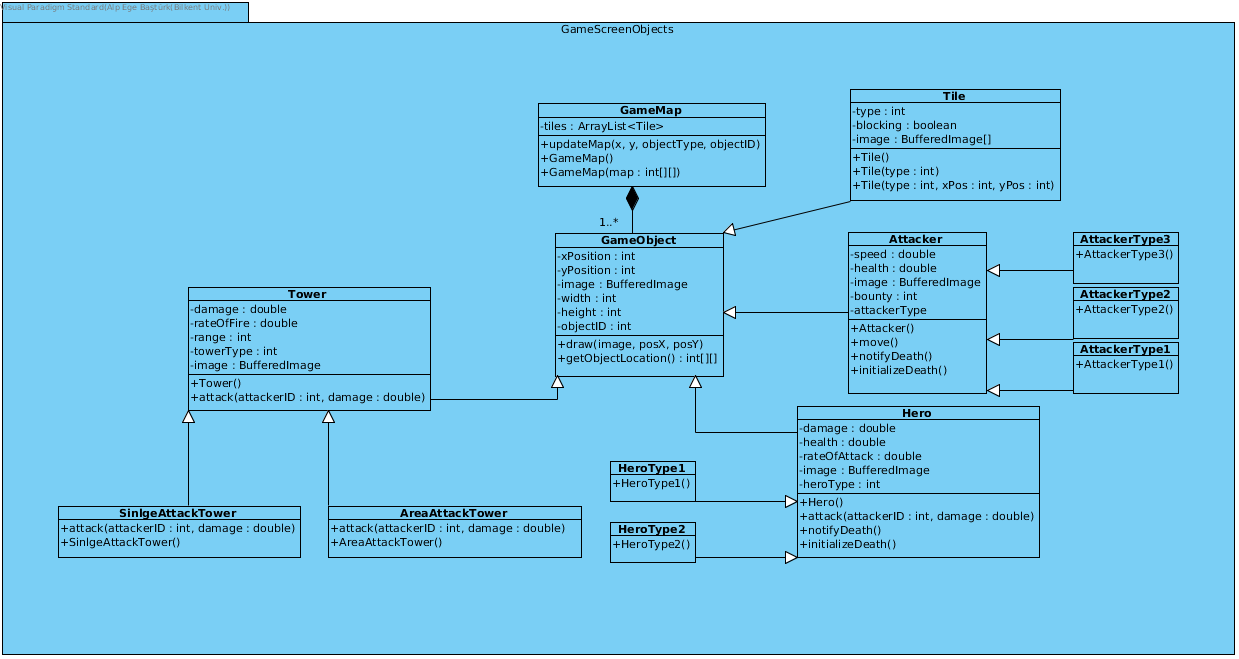 Visual Paradigm Standard(Alp Ege Baştürk(Bilkent Univ.))
GameScreenObjects
GameMap
-tiles : ArrayList<Tile>
+updateMap(x, y, objectType, objectID)
+GameMap()
+GameMap(map : int[][])
Tile
-type : int
-blocking : boolean
-image : BufferedImage[]
+Tile()
+Tile(type : int)
+Tile(type : int, xPos : int, yPos : int)
1..*
GameObject
-xPosition : int
-yPosition : int
-image : BufferedImage
-width : int
-height : int
-objectID : int
+draw(image, posX, posY)
+getObjectLocation() : int[][]
Attacker
-speed : double
-health : double
-image : BufferedImage
-bounty : int
-attackerType
+Attacker()
+move()
+notifyDeath()
+initializeDeath()
AttackerType3
+AttackerType3()
AttackerType2
+AttackerType2()
AttackerType1
+AttackerType1()
Tower
-damage : double
-rateOfFire : double
-range : int
-towerType : int
-image : BufferedImage
+Tower()
+attack(attackerID : int, damage : double)
Hero
-damage : double
-health : double
-rateOfAttack : double
-image : BufferedImage
-heroType : int
+Hero()
+attack(attackerID : int, damage : double)
+notifyDeath()
+initializeDeath()
HeroType1
+HeroType1()
HeroType2
+HeroType2()
SinlgeAttackTower
+attack(attackerID : int, damage : double)
+SinlgeAttackTower()
AreaAttackTower
+attack(attackerID : int, damage : double)
+AreaAttackTower()